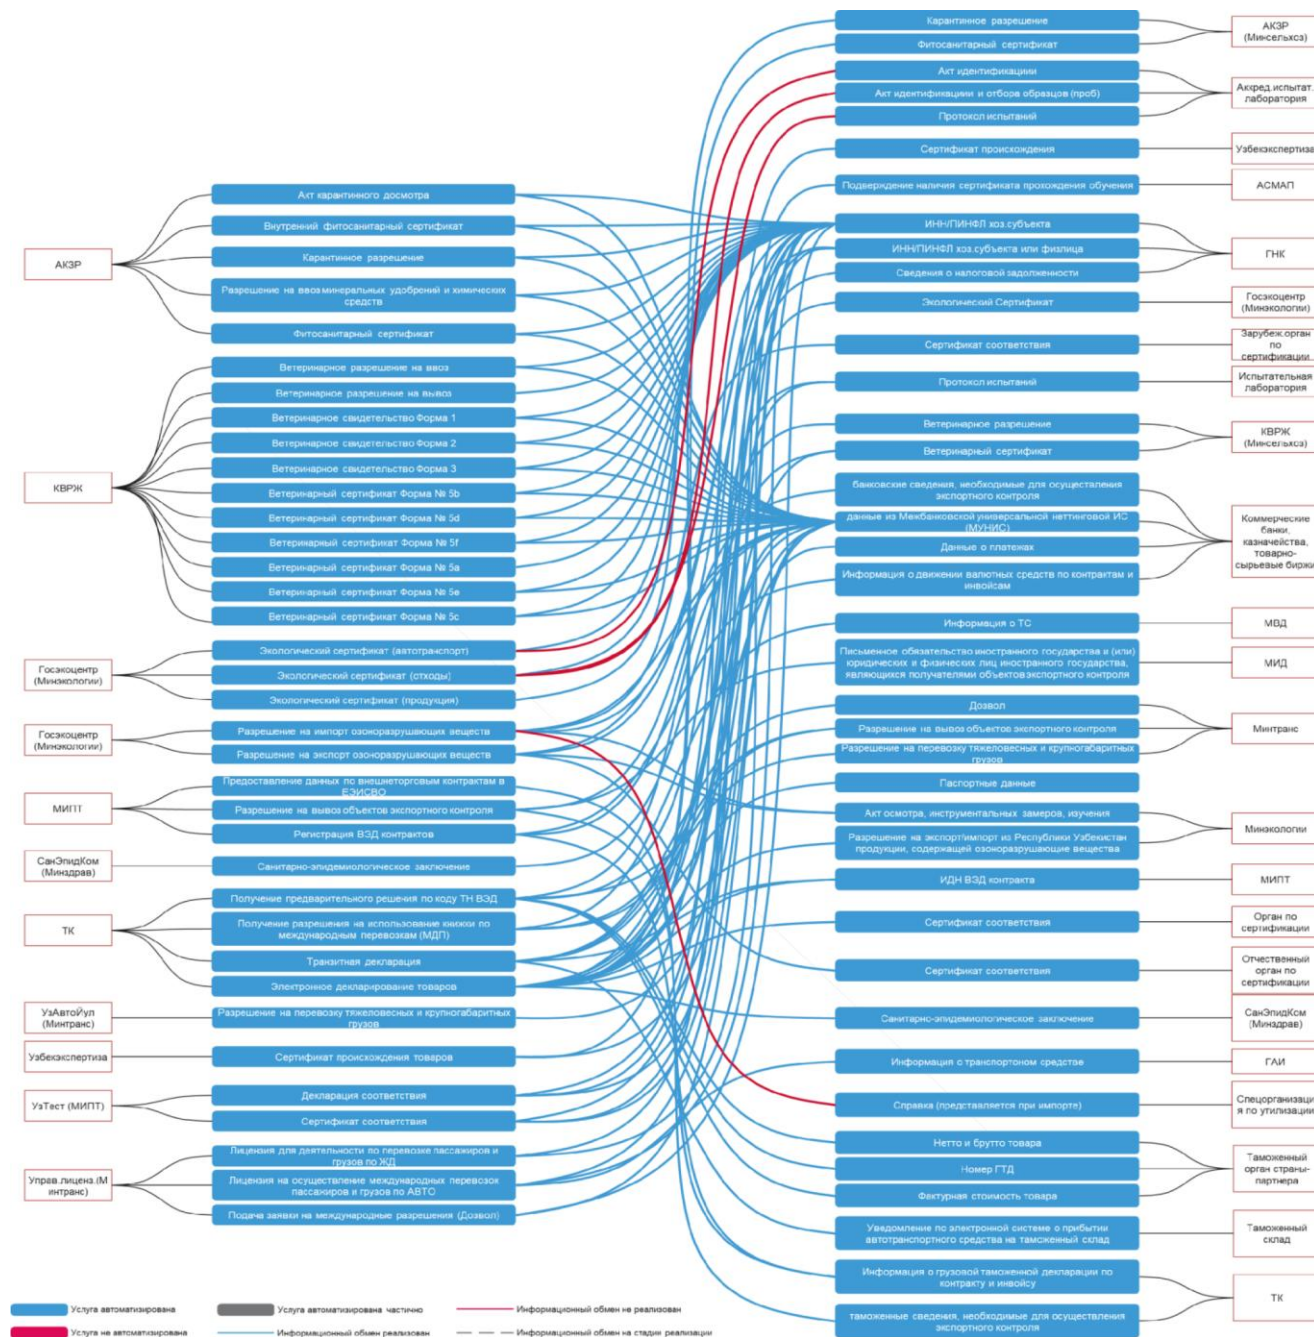 АКЗР
Акт карантинного досмотра
Внутренний фитосанитарный сертификат
Карантинное разрешение
Разрешение на ввоз минеральных удобрений и химических
средств
Фитосанитарный сертификат
КВРЖ
Ветеринарное разрешение на ввоз
Ветеринарное разрешение на вывоз
Ветеринарное свидетельство Форма 1
Ветеринарное свидетельство Форма 2
Ветеринарное свидетельство Форма 3
Ветеринарный сертификат Форма № 5b
Ветеринарный сертификат Форма № 5d
Ветеринарный сертификат Форма № 5f
Ветеринарный сертификат Форма № 5a
Ветеринарный сертификат Форма № 5e
Ветеринарный сертификат Форма № 5c
Госэкоцентр
(Минэкологии)
Экологический сертификат (автотранспорт)
Экологический сертификат (отходы)
Экологический сертификат (продукция)
Госэкоцентр
(Минэкологии)
Разрешение на импорт озоноразрушающих веществ
Разрешение на экспорт озоноразрушающих веществ
МИПТ
Предоставление данных по внешнеторговым контрактам в
ЕЭИСВО
Разрешение на вывоз объектов экспортного контроля
Регистрация ВЭД контрактов
СанЭпидКом
(Минздрав)
Санитарно-эпидемиологическое заключение
ТК
Получение предварительного решения по коду ТН ВЭД
Получение разрешения на использование книжки по
международным перевозкам (МДП)
Транзитная декларация
Электронное декларирование товаров
УзАвтоЙул
(Минтранс)
Разрешение на перевозку тяжеловесных и крупногабаритных
грузов
Узбекэкспертиза
Сертификат происхождения товаров
УзТест (МИПТ)
Декларация соответствия
Сертификат соответствия
Управ.лиценз.(М
интранс)
Лицензия для деятельности по перевозке пассажиров и
грузов по ЖД
Лицензия на осуществление международных перевозок
пассажиров и грузов по АВТО
Подача заявки на международные разрешения (Дозвол)
Карантинное разрешение
Фитосанитарный сертификат
АКЗР
(Минсельхоз)
Акт идентификациии
Акт идентификациии и отбора образцов (проб)
Протокол испытаний
Аккред.испытат.
лаборатория
Сертификат происхождения
Узбекэкспертиза
Подверждение наличия сертификата прохождения обучения
АСМАП
ИНН/ПИНФЛ хоз.субъекта
ИНН/ПИНФЛ хоз.субъекта или физлица
Сведения о налоговой задолженности
ГНК
Экологический Сертификат
Госэкоцентр
(Минэкологии)
Сертификат соответствия
Зарубеж.орган
по
сертификации
Протокол испытаний
Испытательная
лаборатория
Ветеринарное разрешение
Ветеринарный сертификат
КВРЖ
(Минсельхоз)
банковские сведения, необходимые для осуществления
экспортного контроля
данные из Межбанковской универсальной неттинговой ИС
(МУНИС)
Данные о платежах
Информация о движении валютных средств по контрактам и
инвойсам
Коммерческие
банки,
казначейства,
товарно-
сырьевые биржи
Информация о ТС
МВД
Письменное обязательство иностранного государства и (или)
юридических и физических лиц иностранного государства,
являющихся получателями объектов экспортного контроля
МИД
Дозвол
Разрешение на вывоз объектов экспортного контроля
Разрешение на перевозку тяжеловесных и крупногабаритных
грузов
Минтранс
Паспортные данные
Акт осмотра, инструментальных замеров, изучения
Разрешение на экспорт/импорт из Республики Узбекистан
продукции, содержащей озоноразрушающие вещества
Минэкологии
ИДН ВЭД контракта
МИПТ
Сертификат соответствия
Орган по
сертификации
Сертификат соответствия
Отчественный
орган по
сертификации
Санитарно-эпидемиологическое заключение
СанЭпидКом
(Минздрав)
Информация о транспортоном средстве
ГАИ
Справка (представляется при импорте)
Спецорганизаци
я по утилизации
Нетто и брутто товара
Номер ГТД
Фактурная стоимость товара
Таможенный
орган страны-
партнера
Уведомление по электронной системе о прибытии
автотранспортного средства на таможенный склад
Таможенный
склад
Информация о грузовой таможенной декларации по
контракту и инвойсу
таможенные сведения, необходимые для осуществления
экспортного контроля
ТК
Услуга автоматизирована
Услуга автоматизирована частично
Информационный обмен не реализован
Услуга не автоматизирована
Информационный обмен реализован
Информационный обмен на стадии реализации